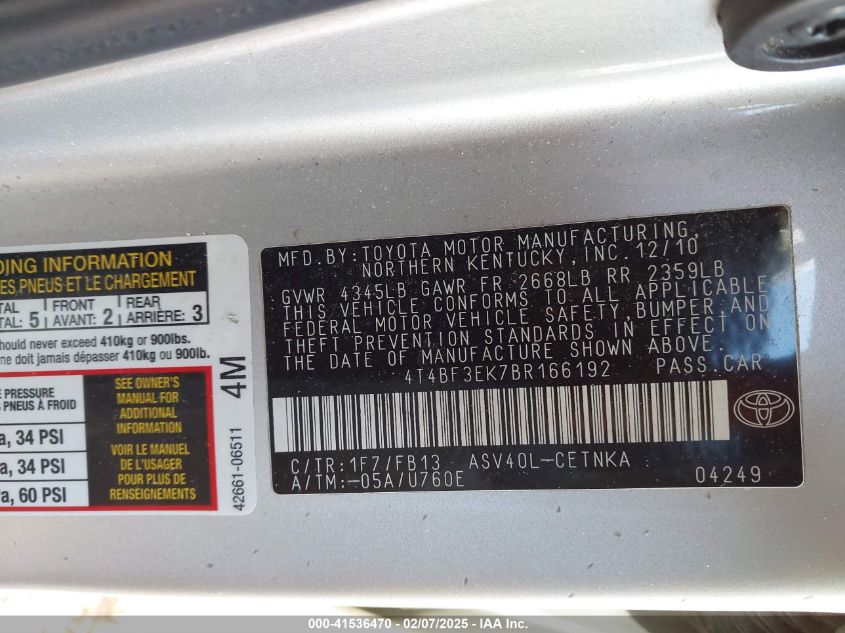 DING INFORMATION
ES,PNEUS ET LE CHARGEMENT
TAL FRONT REAR
TAL: 5 AVANT: 2 ARRIÈRE: 3
should never exceed 410kg or 900lbs.
ne doit jamais dépasser 410kg ou 900lb.
PRESSURE
PNEUS À FROID
a, 34 PSI
a, 34 PSI
a, 60 PSI
SEE OWNER'S
MANUAL FOR
ADDITIONAL
INFORMATION
VOIR LE MANUEL
DE L'USAGER
POUR PLUS DE
RENSEIGNEMENTS
4M
42661-06511
MFD.BY:TOYOTA MOTOR MANUFACTURING,
NORTHERN KENTUCKY, INC.12/10
GVWR 4345LB GAWR FR 2668LB RR 2359LB
THIS VEHICLE CONFORMS TO ALL APPLICABLE
FEDERAL MOTOR VEHICLE SAFETY,BUMPER,AND
THEFT PREVENTION STANDARDS IN EFFECT ON
THE DATE OF MANUFACTURE SHOWN ABOVE.
4T4BF3EK7BR166192 PASS.CAR
C/TR:1F7/FB13 ASV40L-CETNKA
A/TM:-05A/U760E 04249
000-41536470 - 02/07/2025 - IAA Inc.